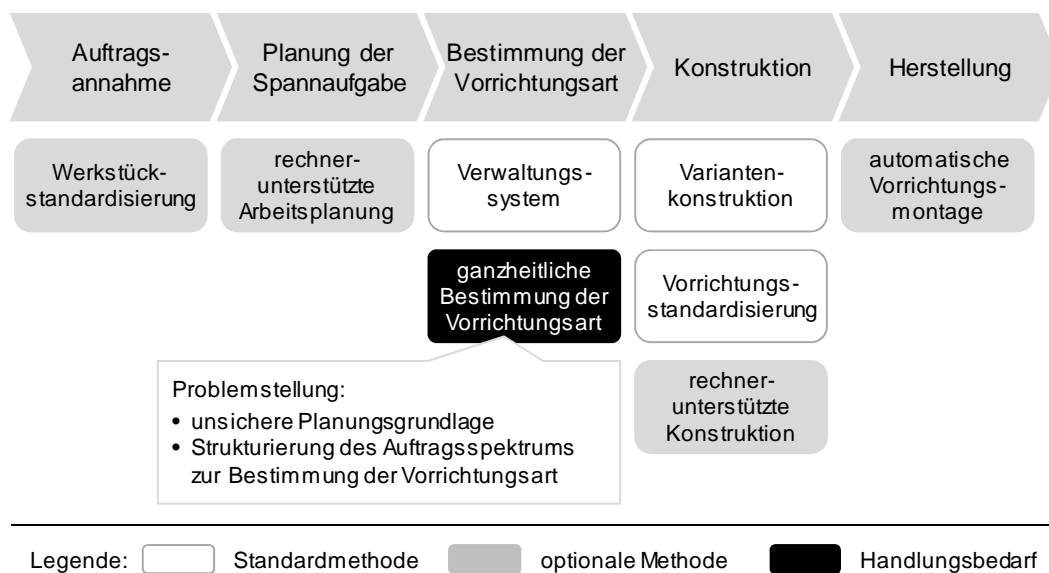 Auftrags-
annahme
Planung der
Spannaufgabe
Bestimmung der
Vorrichtungsart
Konstruktion
Herstellung
Werkstück-
standardisierung
rechner-
unterstützte
Arbeitsplanung
Verwaltungs-
system
Varianten-
konstruktion
automatische
Vorrichtungs-
montage
ganzheitliche
Bestimmung der
Vorrichtungsart
Vorrichtungs-
standardisierung
rechner-
unterstützte
Konstruktion
Problemstellung:
• unsichere Planungsgrundlage
• Strukturierung des Auftragsspektrums
zur Bestimmung der Vorrichtungsart
Legende: Standardmethode optionale Methode Handlungsbedarf